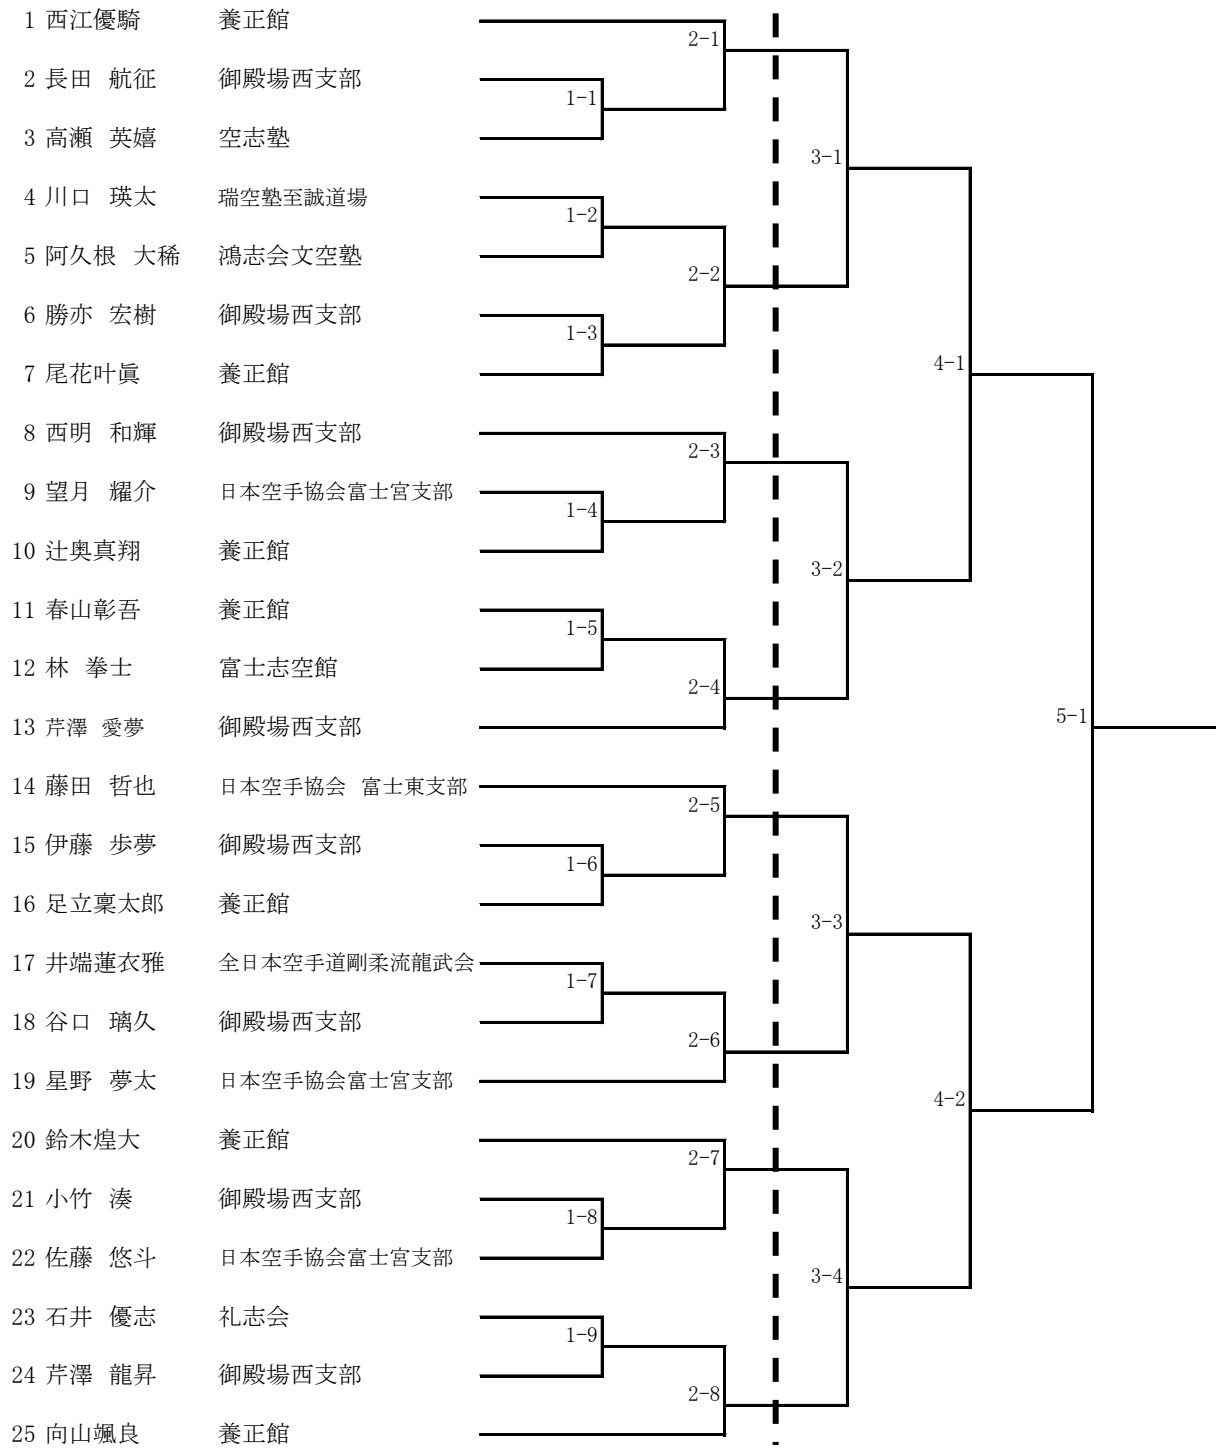 1 西江優騎 養正館
2-1
2 長田 航征 御殿場西支部
1-1
3 高瀬 英嬉 空志塾
3-1
4 川口 瑛太 瑞空塾至誠道場
1-2
5 阿久根 大稀 鴻志会文空塾
2-2
6 勝亦 宏樹 御殿場西支部
1-3
7 尾花叶眞 養正館
4-1
8 西明 和輝 御殿場西支部
2-3
9 望月 耀介 日本空手協会富士宮支部
1-4
10 辻奥真翔 養正館
3-2
11 春山彰吾 養正館
1-5
12 林 拳士 富士志空館
2-4
13 芹澤 愛夢 御殿場西支部
5-1
14 藤田 哲也 日本空手協会 富士東支部
2-5
15 伊藤 歩夢 御殿場西支部
1-6
16 足立稟太郎 養正館
3-3
17 井端蓮衣雅 全日本空手道剛柔流龍武会
1-7
18 谷口 璃久 御殿場西支部
2-6
19 星野 夢太 日本空手協会富士宮支部
4-2
20 鈴木煌大 養正館
2-7
21 小竹 湊 御殿場西支部
1-8
22 佐藤 悠斗 日本空手協会富士宮支部
3-4
23 石井 優志 礼志会
1-9
24 芹澤 龍昇 御殿場西支部
2-8
25 向山颯良 養正館